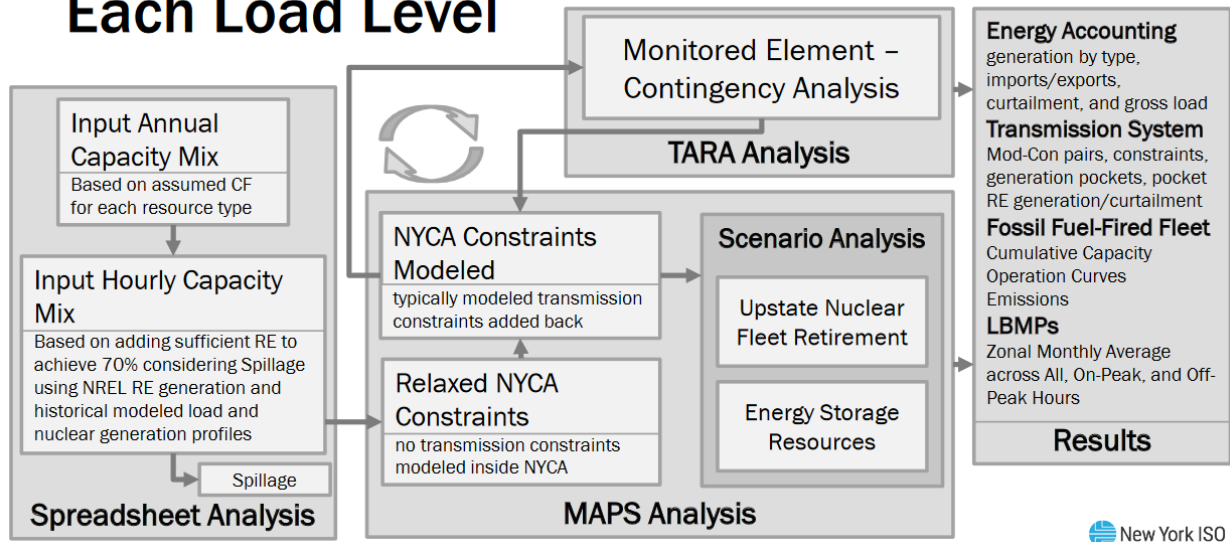 Each Load Level
Input Annual
Capacity Mix
Based on assumed CF
for each resource type
Input Hourly Capacity
Mix
Based on adding sufficient RE to
achieve 70% considering Spillage
using NREL RE generation and
historical modeled load and
nuclear generation profiles
Spillage
Spreadsheet Analysis
Monitored Element –
Contingency Analysis
TARA Analysis
NYCA Constraints
Modeled
typically modeled transmission
constraints added back
Relaxed NYCA
Constraints
no transmission constraints
modeled inside NYCA
Scenario Analysis
Upstate Nuclear
Fleet Retirement
Energy Storage
Resources
MAPS Analysis
Energy Accounting
generation by type,
imports/exports,
curtailment, and gross load
Transmission System
Mod-Con pairs, constraints,
generation pockets, pocket
RE generation/curtailment
Fossil Fuel-Fired Fleet
Cumulative Capacity
Operation Curves
Emissions
LBMPs
Zonal Monthly Average
across All, On-Peak, and Off-
Peak Hours
Results
New York ISO